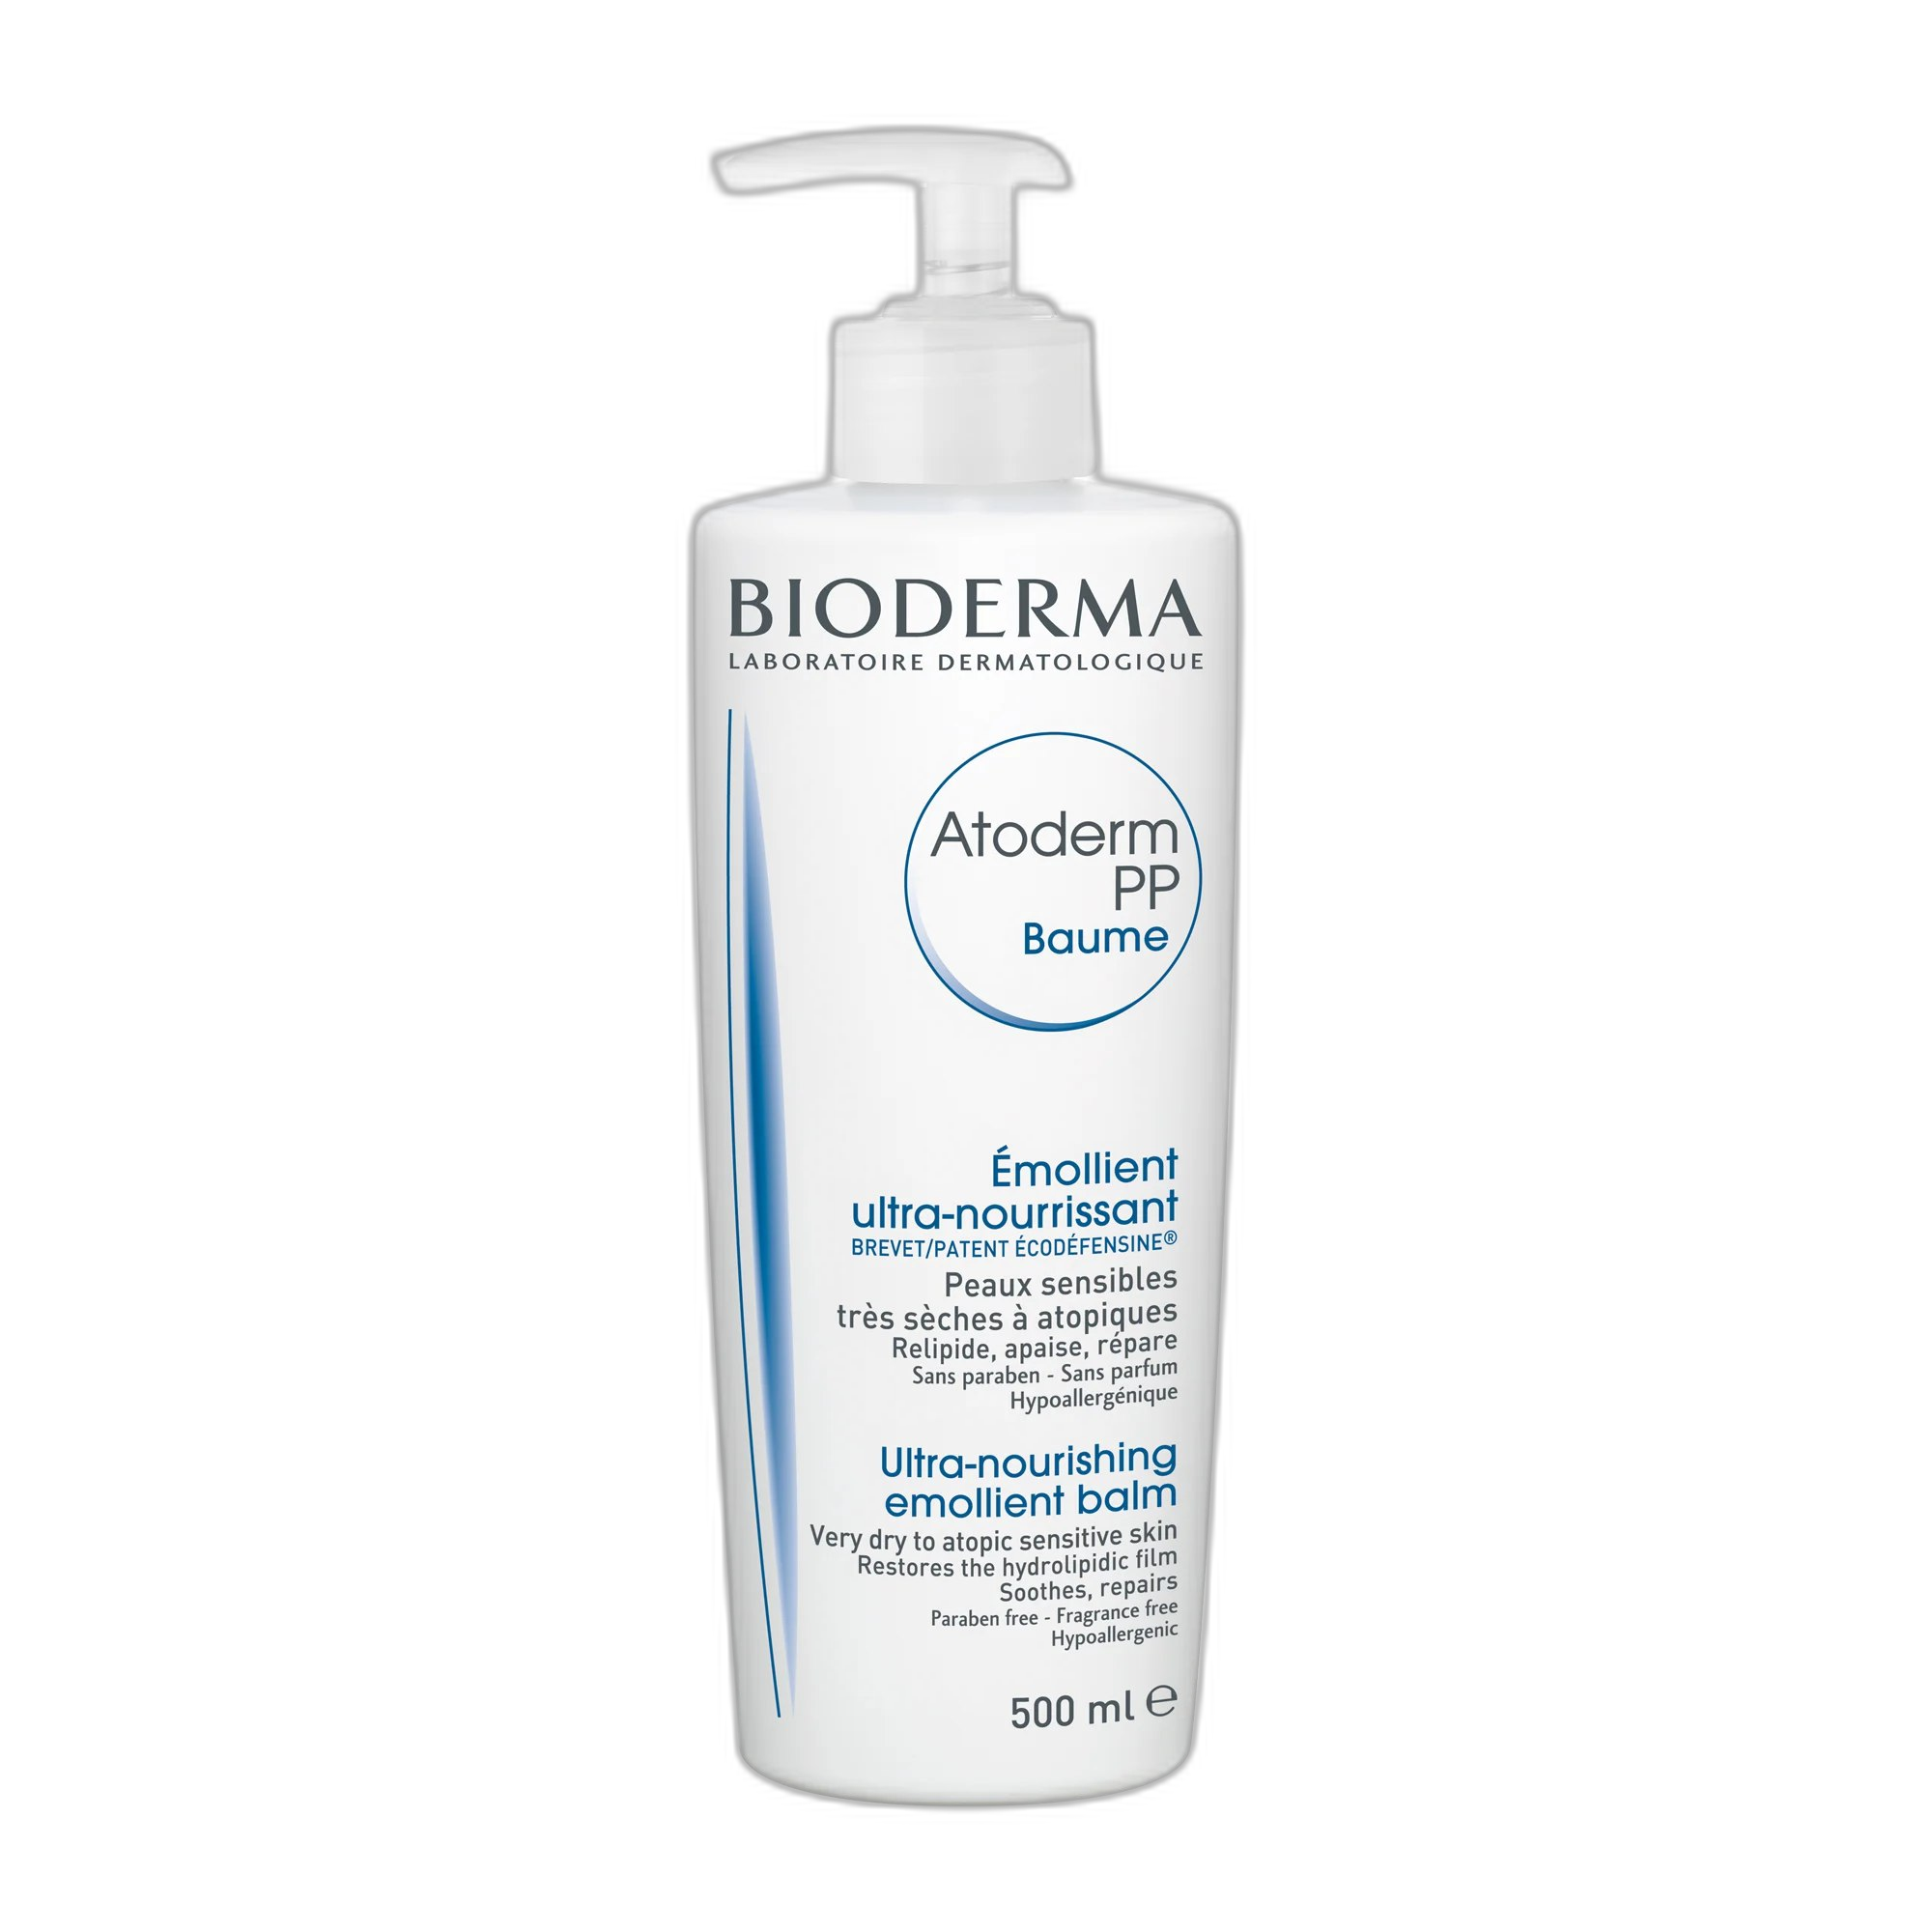 BIODERMA
LABORATOIRE DERMATOLOGIQUE
Atoderm
PP
Baume
Émollient
ultra-nourrissant
BREVET/PATENT ÉCODÉFENSINE®
Peaux sensibles
très sèches à atopiques
Relipide, apaise, répare
Sans paraben - Sans parfum
Hypoallergénique
Ultra-nourishing
emollient balm
Very dry to atopic sensitive skin
Restores the hydrolipidic film
Soothes, repairs
Paraben free - Fragrance free
Hypoallergenic
500 ml ℮